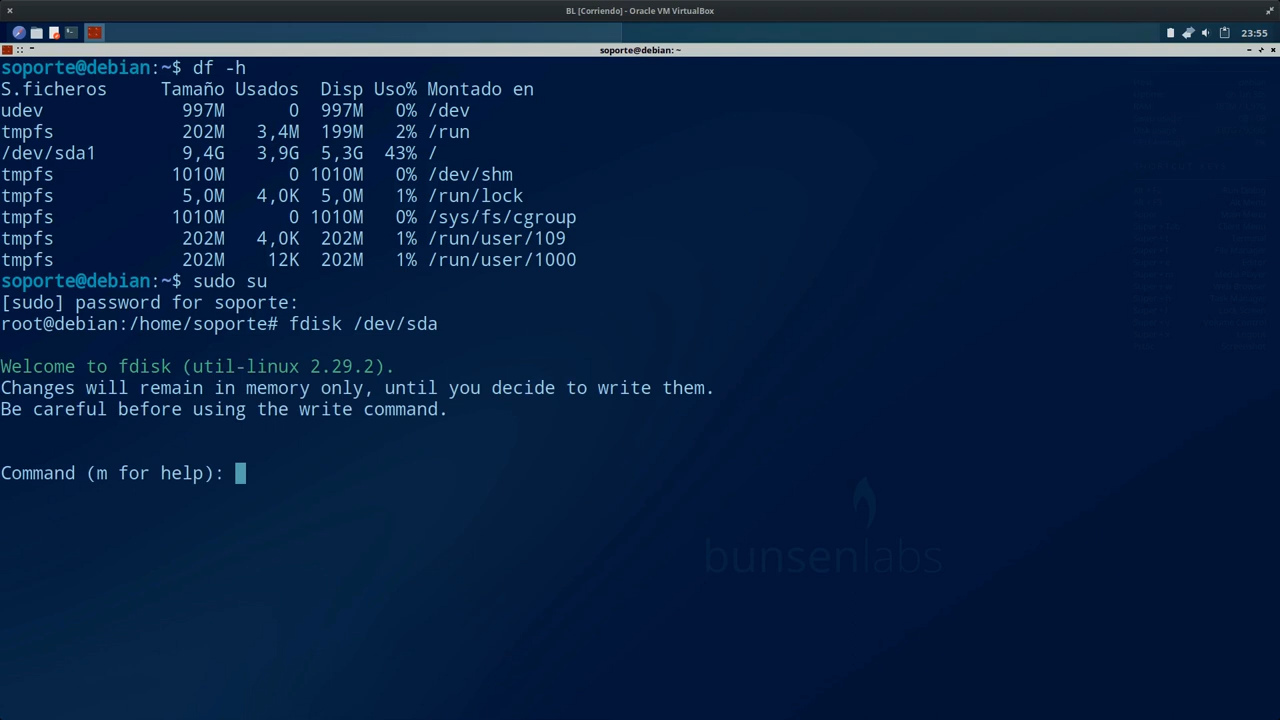 BL [Corriendo] - Oracle VM VirtualBox
23:55
soporte@debian: ~
soporte@debian:~$ df -h
S.ficheros     Tamaño Usados  Disp Uso% Montado en
udev             997M      0  997M   0% /dev
tmpfs            202M   3,4M  199M   2% /run
/dev/sda1        9,4G   3,9G  5,3G  43% /
tmpfs           1010M      0 1010M   0% /dev/shm
tmpfs            5,0M   4,0K  5,0M   1% /run/lock
tmpfs           1010M      0 1010M   0% /sys/fs/cgroup
tmpfs            202M   4,0K  202M   1% /run/user/109
tmpfs            202M    12K  202M   1% /run/user/1000
soporte@debian:~$ sudo su
[sudo] password for soporte:
root@debian:/home/soporte# fdisk /dev/sda
Welcome to fdisk (util-linux 2.29.2).
Changes will remain in memory only, until you decide to write them.
Be careful before using the write command.
Command (m for help):
bunsenlabs